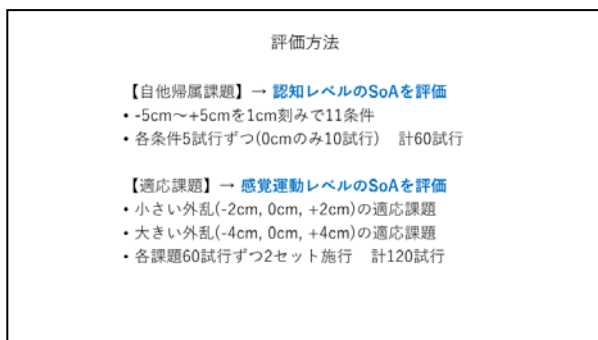 評価方法
【自他帰属課題】→ 認知レベルのSoAを評価
• -5cm〜+5cmを1cm刻みで11条件
• 各条件5試行ずつ(0cmのみ10試行)　計60試行
【適応課題】→ 感覚運動レベルのSoAを評価
• 小さい外乱(-2cm, 0cm, +2cm)の適応課題
• 大きい外乱(-4cm, 0cm, +4cm)の適応課題
• 各課題60試行ずつ2セット施行　計120試行